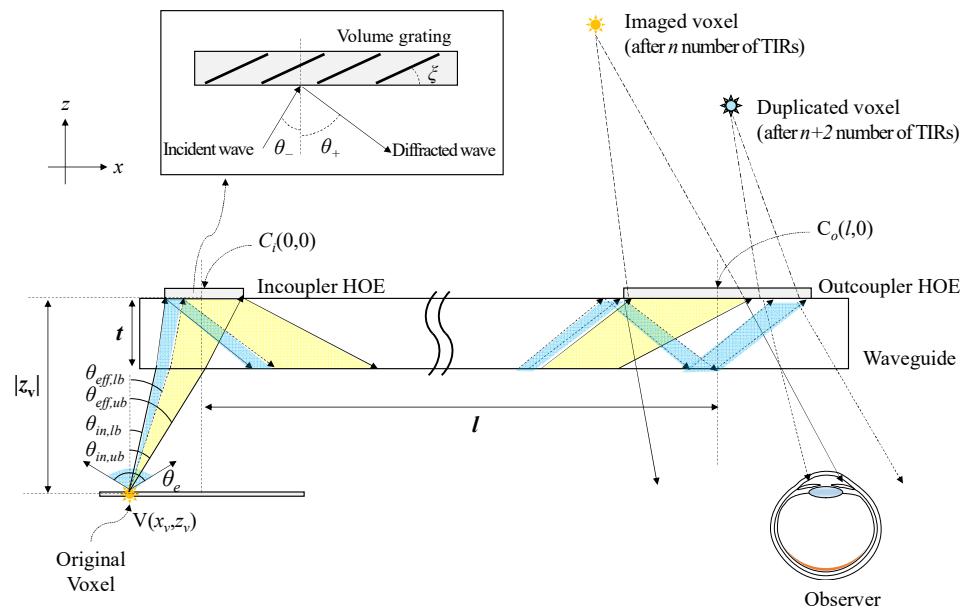 Volume grating
ξ
Incident wave
θ−
θ+
Diffracted wave
z
x
Imaged voxel
(after n number of TIRs)
Duplicated voxel
(after n+2 number of TIRs)
Ci(0,0)
Co(l,0)
Incoupler HOE
Outcoupler HOE
t
Waveguide
|zv|
θeff,lb
θeff,ub
θin,lb
θin,ub
l
θe
V(xv,zv)
Original
Voxel
Observer